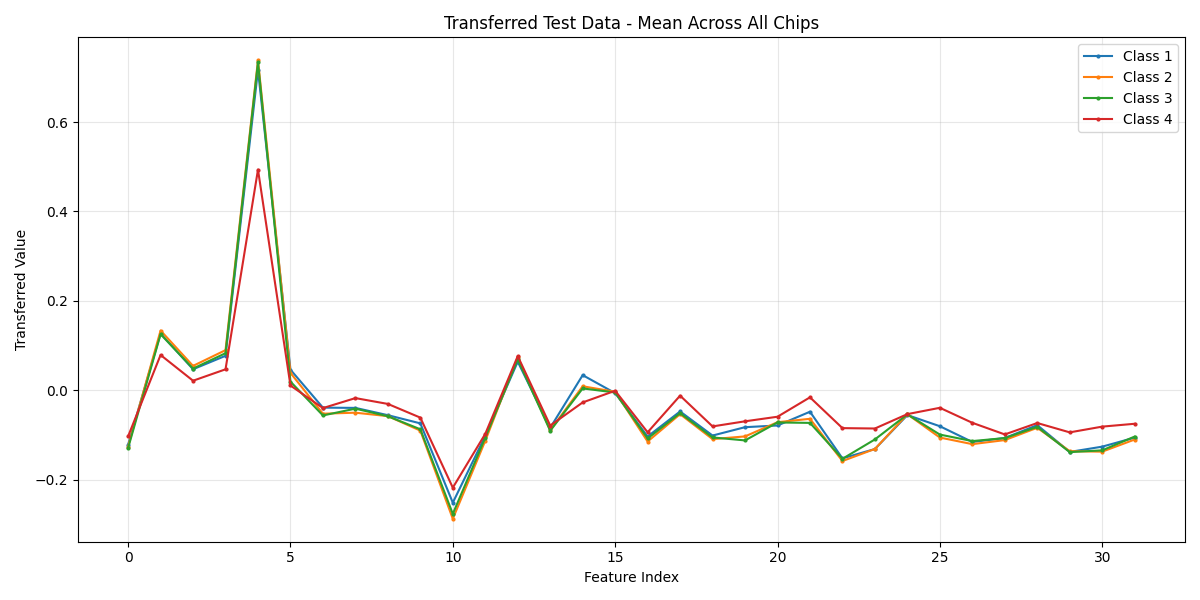 Transferred Test Data - Mean Across All Chips
Class 1
Class 2
Class 3
Class 4
Transferred Value
0.6
0.4
0.2
0.0
−0.2
0
5
10
15
20
25
30
Feature Index